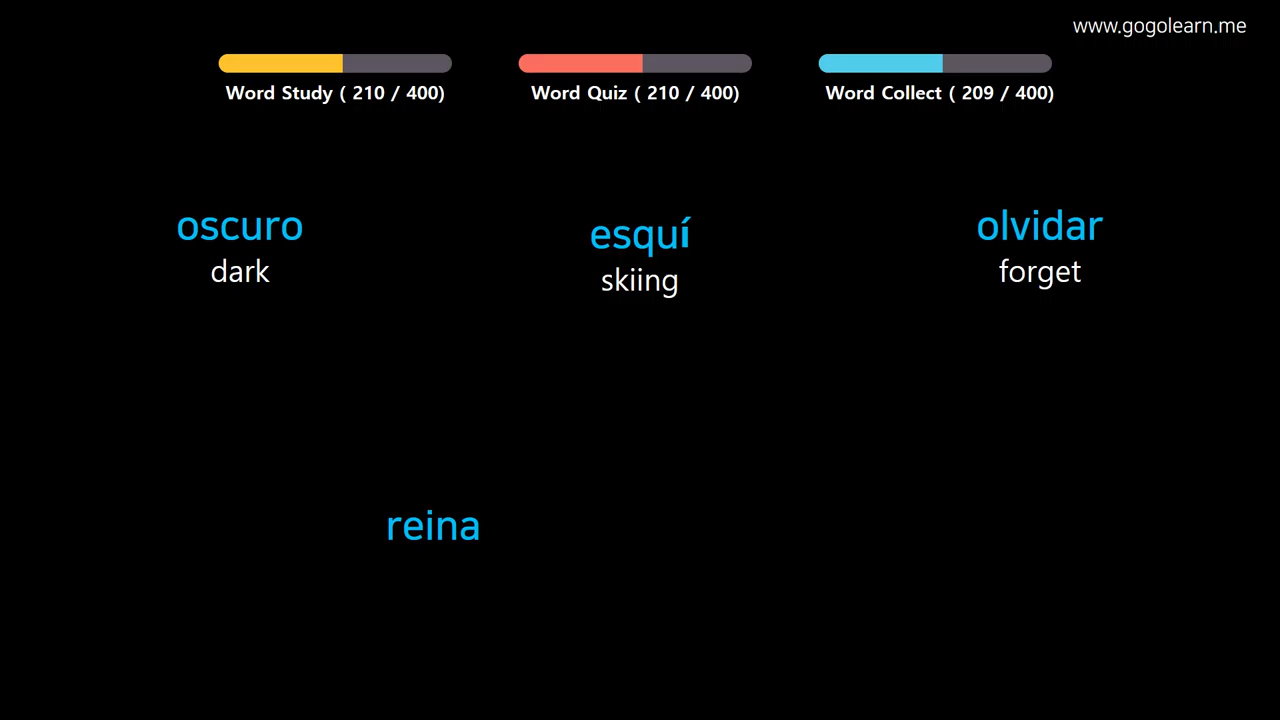 www.gogolearn.me
Word Study ( 210 / 400)
Word Quiz ( 210 / 400)
Word Collect ( 209 / 400)
oscuro
dark
esquí
skiing
olvidar
forget
reina